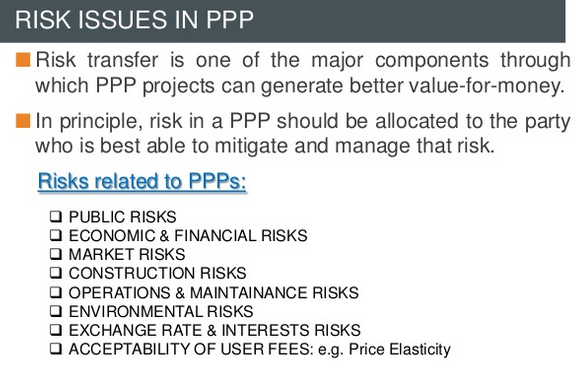 RISK ISSUES IN PPP
Risk transfer is one of the major components through
which PPP projects can generate better value-for-money.
In principle, risk in a PPP should be allocated to the party
who is best able to mitigate and manage that risk.
Risks related to PPPs:
❑ PUBLIC RISKS
❑ ECONOMIC & FINANCIAL RISKS
❑ MARKET RISKS
❑ CONSTRUCTION RISKS
❑ OPERATIONS & MAINTAINANCE RISKS
❑ ENVIRONMENTAL RISKS
❑ EXCHANGE RATE & INTERESTS RISKS
❑ ACCEPTABILITY OF USER FEES: e.g. Price Elasticity